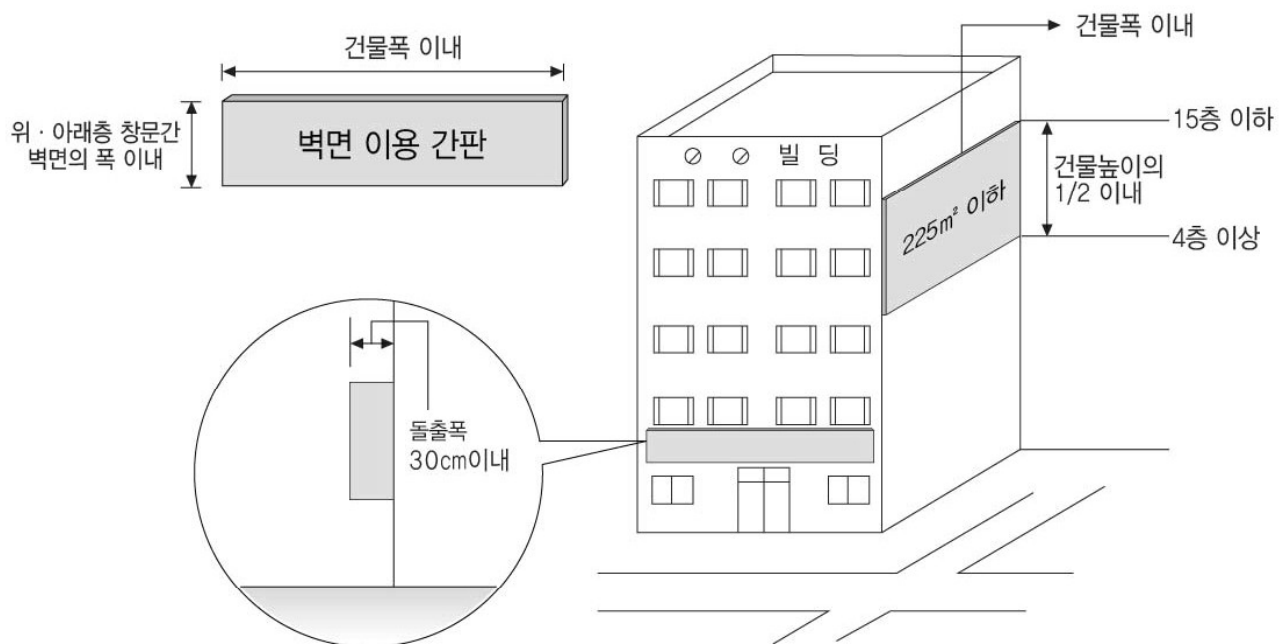 건물폭 이내
위 · 아래층 창문간
벽면의 폭 이내
벽면 이용 간판
건물폭 이내
빌 딩
15층 이하
건물높이의
1/2 이내
225㎡ 이하
4층 이상
돌출폭
30cm이내